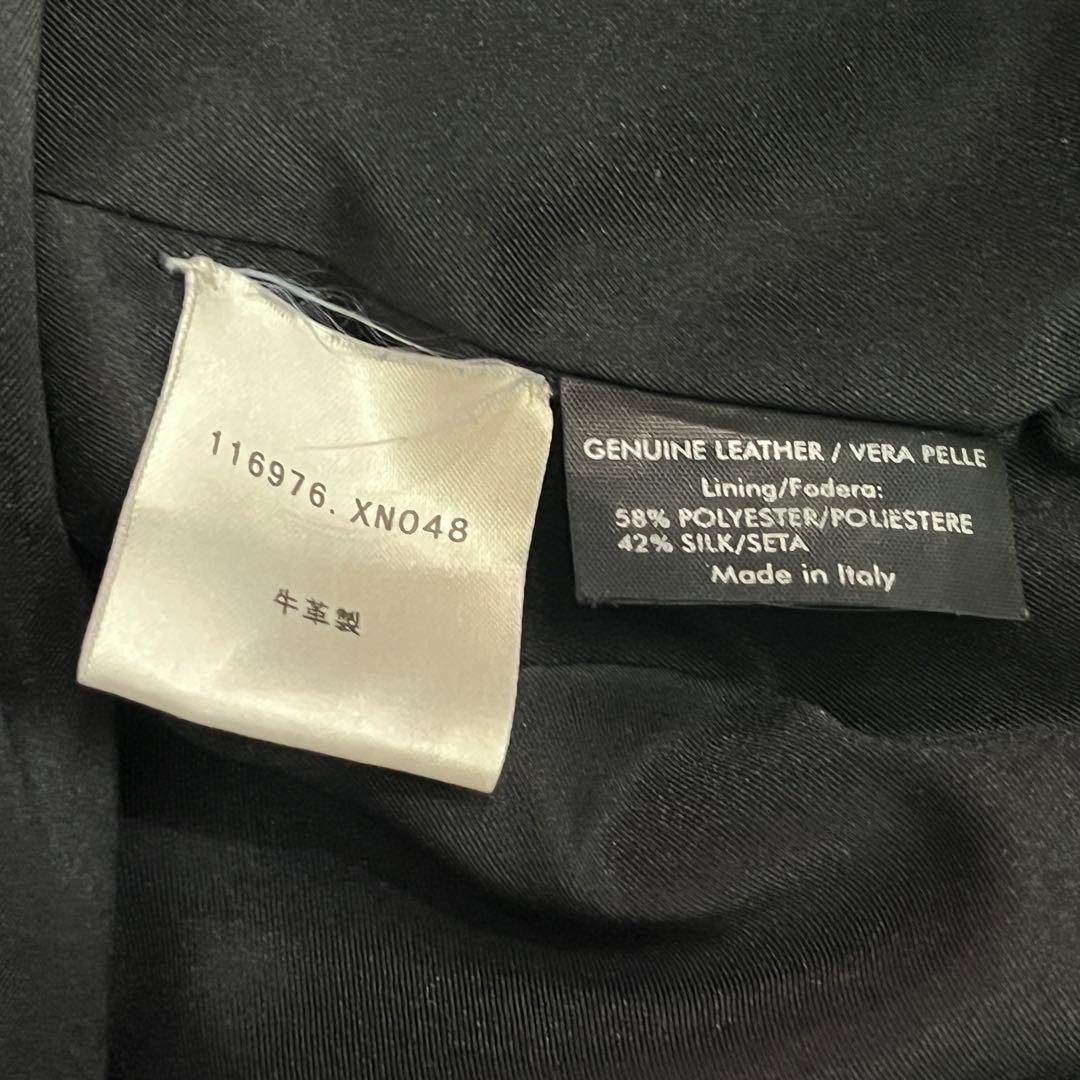 116976. XN048
牛革製
GENUINE LEATHER / VERA PELLE
Lining/Fodera:
58% POLYESTER/POLIESTERE
42% SILK/SETA
Made in Italy